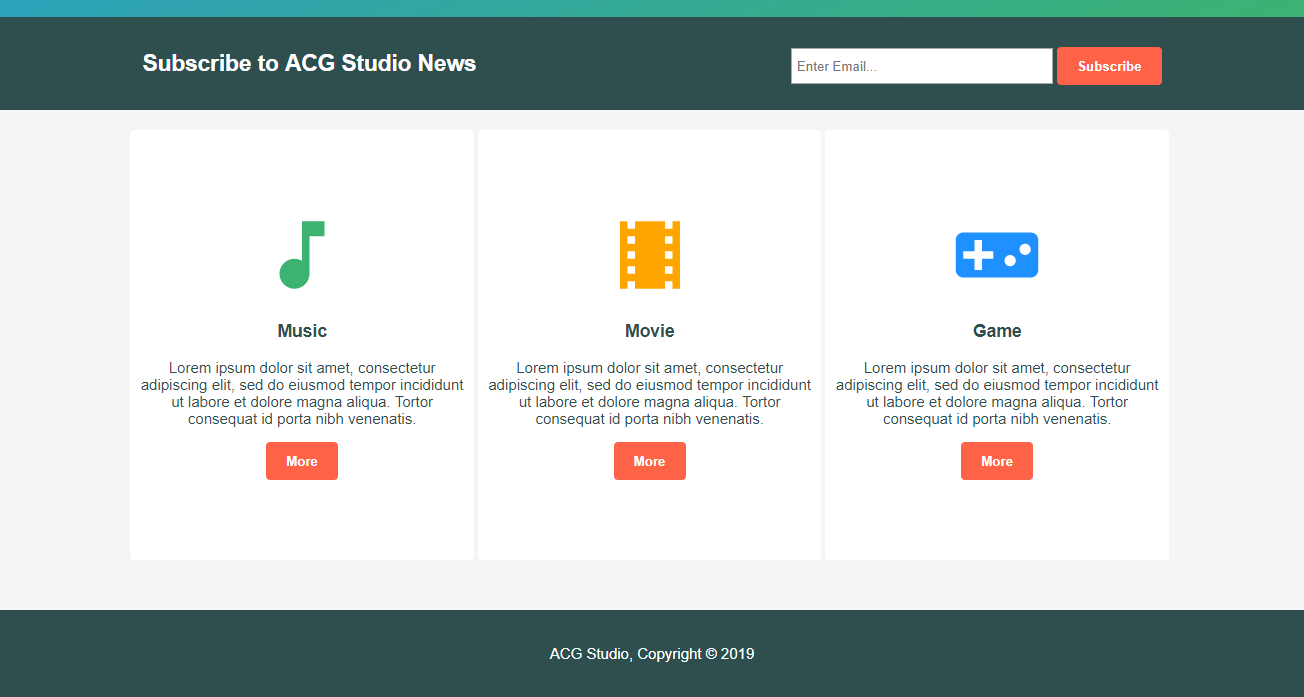 Subscribe to ACG Studio News
Enter Email...
Subscribe
Music
Lorem ipsum dolor sit amet, consectetur
adipiscing elit, sed do eiusmod tempor incididunt
ut labore et dolore magna aliqua. Tortor
consequat id porta nibh venenatis.
More
Movie
Lorem ipsum dolor sit amet, consectetur
adipiscing elit, sed do eiusmod tempor incididunt
ut labore et dolore magna aliqua. Tortor
consequat id porta nibh venenatis.
More
Game
Lorem ipsum dolor sit amet, consectetur
adipiscing elit, sed do eiusmod tempor incididunt
ut labore et dolore magna aliqua. Tortor
consequat id porta nibh venenatis.
More
ACG Studio, Copyright © 2019